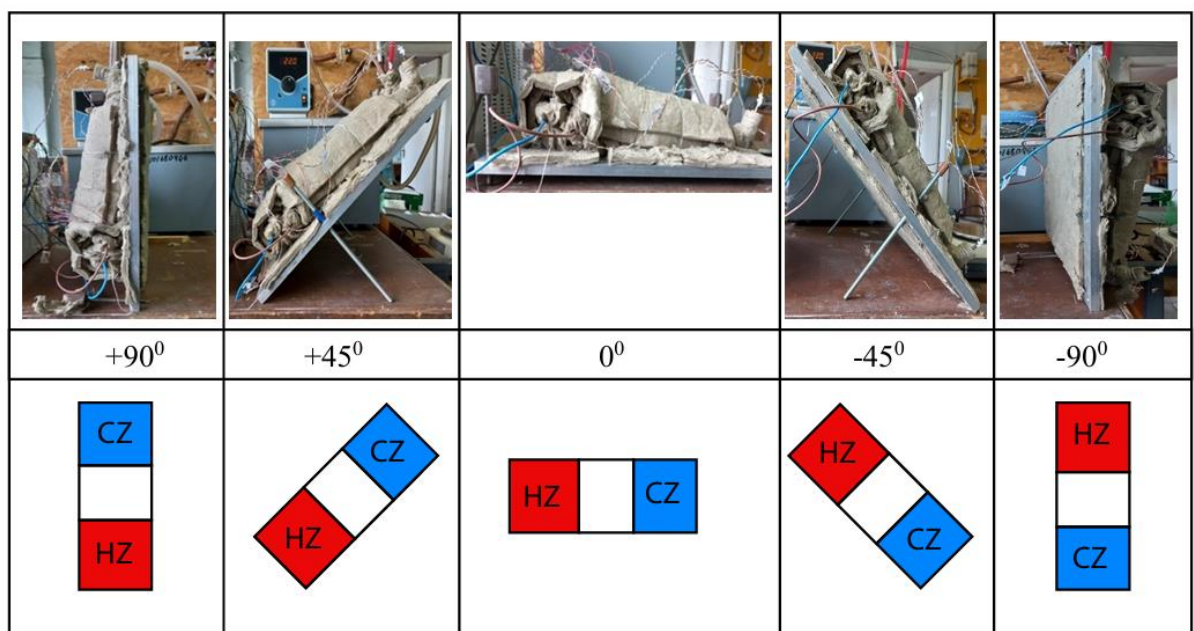 +90⁰ +45⁰ 0⁰ -45⁰ -90⁰
CZ CZ HZ HZ
HZ CZ
HZ HZ CZ CZ